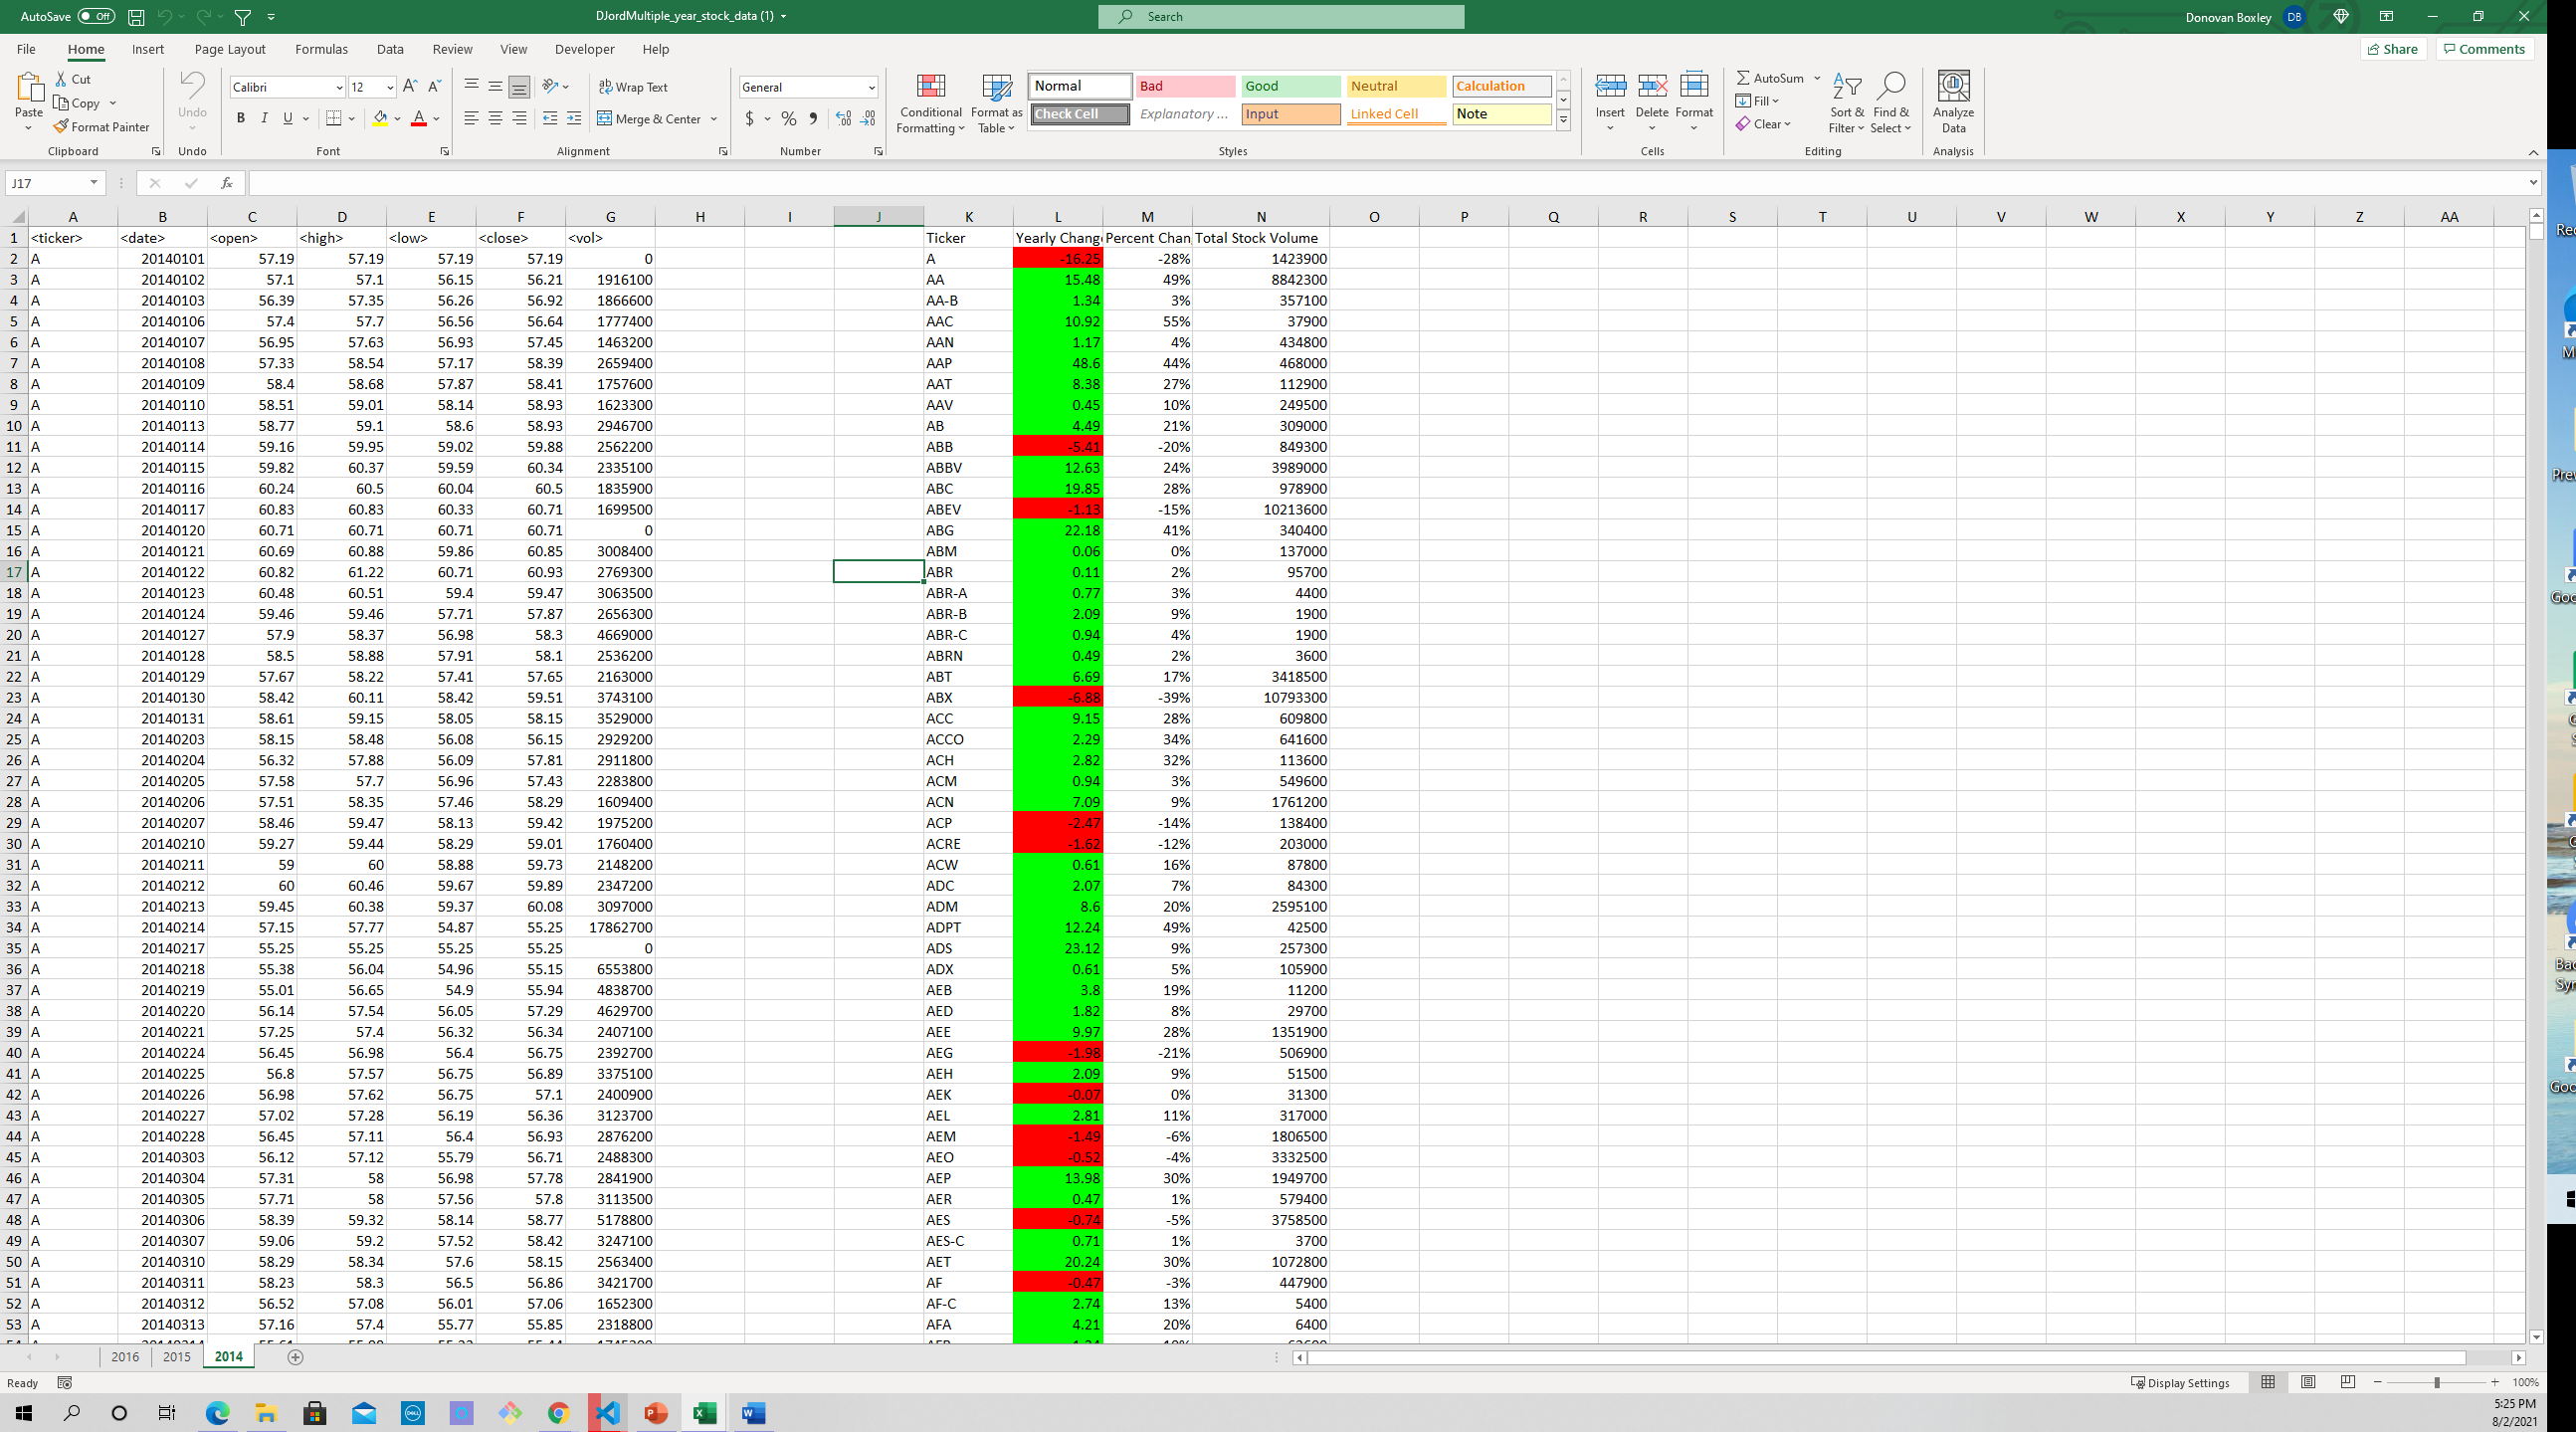 AutoSave Off DJordMultiple_year_stock_data (1) Search Donovan Boxley DB
File Home Insert Page Layout Formulas Data Review View Developer Help Share Comments
Cut Calibri 12 Wrap Text General Normal Bad Good Neutral Calculation AutoSum
Paste Copy Undo Conditional Format as Insert Delete Format Fill Sort & Find & Analyze
Format Painter B I U Merge & Center $ % Formatting Table Check Cell Explanatory ... Input Linked Cell Note Clear Filter Select Data
Clipboard Undo Font Alignment Number Styles Cells Editing Analysis
J17 fx
A B C D E F G H I J K L M N O P Q R S T U V W X Y Z AA
1 <ticker> <date> <open> <high> <low> <close> <vol> Ticker Yearly Change Percent Chan Total Stock Volume
2 A 20140101 57.19 57.19 57.19 57.19 0 A -16.25 -28% 1423900
3 A 20140102 57.1 57.1 56.15 56.21 1916100 AA 15.48 49% 8842300
4 A 20140103 56.39 57.35 56.26 56.92 1866600 AA-B 1.34 3% 357100
5 A 20140106 57.4 57.7 56.56 56.64 1777400 AAC 10.92 55% 37900
6 A 20140107 56.95 57.63 56.93 57.45 1463200 AAN 1.17 4% 434800
7 A 20140108 57.33 58.54 57.17 58.39 2659400 AAP 48.6 44% 468000
8 A 20140109 58.4 58.68 57.87 58.41 1757600 AAT 8.38 27% 112900
9 A 20140110 58.51 59.01 58.14 58.93 1623300 AAV 0.45 10% 249500
10 A 20140113 58.77 59.1 58.6 58.93 2946700 AB 4.49 21% 309000
11 A 20140114 59.16 59.95 59.02 59.88 2562200 ABB -5.41 -20% 849300
12 A 20140115 59.82 60.37 59.59 60.34 2335100 ABBV 12.63 24% 3989000
13 A 20140116 60.24 60.5 60.04 60.5 1835900 ABC 19.85 28% 978900
14 A 20140117 60.83 60.83 60.33 60.71 1699500 ABEV -1.13 -15% 10213600
15 A 20140120 60.71 60.71 60.71 60.71 0 ABG 22.18 41% 340400
16 A 20140121 60.69 60.88 59.86 60.85 3008400 ABM 0.06 0% 137000
17 A 20140122 60.82 61.22 60.71 60.93 2769300 ABR 0.11 2% 95700
18 A 20140123 60.48 60.51 59.4 59.47 3063500 ABR-A 0.77 3% 4400
19 A 20140124 59.46 59.46 57.71 57.87 2656300 ABR-B 2.09 9% 1900
20 A 20140127 57.9 58.37 56.98 58.3 4669000 ABR-C 0.94 4% 1900
21 A 20140128 58.5 58.88 57.91 58.1 2536200 ABRN 0.49 2% 3600
22 A 20140129 57.67 58.22 57.41 57.65 2163000 ABT 6.69 17% 3418500
23 A 20140130 58.42 60.11 58.42 59.51 3743100 ABX -6.88 -39% 10793300
24 A 20140131 58.61 59.15 58.05 58.15 3529000 ACC 9.15 28% 609800
25 A 20140203 58.15 58.48 56.08 56.15 2929200 ACCO 2.29 34% 641600
26 A 20140204 56.32 57.88 56.09 57.81 2911800 ACH 2.82 32% 113600
27 A 20140205 57.58 57.7 56.96 57.43 2283800 ACM 0.94 3% 549600
28 A 20140206 57.51 58.35 57.46 58.29 1609400 ACN 7.09 9% 1761200
29 A 20140207 58.46 59.47 58.13 59.42 1975200 ACP -2.47 -14% 138400
30 A 20140210 59.27 59.44 58.29 59.01 1760400 ACRE -1.62 -12% 203000
31 A 20140211 59 60 58.88 59.73 2148200 ACW 0.61 16% 87800
32 A 20140212 60 60.46 59.67 59.89 2347200 ADC 2.07 7% 84300
33 A 20140213 59.45 60.38 59.37 60.08 3097000 ADM 8.6 20% 2595100
34 A 20140214 57.15 57.77 54.87 55.25 17862700 ADPT 12.24 49% 42500
35 A 20140217 55.25 55.25 55.25 55.25 0 ADS 23.12 9% 257300
36 A 20140218 55.38 56.04 54.96 55.15 6553800 ADX 0.61 5% 105900
37 A 20140219 55.01 56.65 54.9 55.94 4838700 AEB 3.8 19% 11200
38 A 20140220 56.14 57.54 56.05 57.29 4629700 AED 1.82 8% 29700
39 A 20140221 57.25 57.4 56.32 56.34 2407100 AEE 9.97 28% 1351900
40 A 20140224 56.45 56.98 56.4 56.75 2392700 AEG -1.98 -21% 506900
41 A 20140225 56.8 57.57 56.75 56.89 3375100 AEH 2.09 9% 51500
42 A 20140226 56.98 57.62 56.75 57.1 2400900 AEK -0.07 0% 31300
43 A 20140227 57.02 57.28 56.19 56.36 3123700 AEL 2.81 11% 317000
44 A 20140228 56.45 57.11 56.4 56.93 2876200 AEM -1.49 -6% 1806500
45 A 20140303 56.12 57.12 55.79 56.71 2488300 AEO -0.52 -4% 3332500
46 A 20140304 57.31 58 56.98 57.78 2841900 AEP 13.98 30% 1949700
47 A 20140305 57.71 58 57.56 57.8 3113500 AER 0.47 1% 579400
48 A 20140306 58.39 59.32 58.14 58.77 5178800 AES -0.74 -5% 3758500
49 A 20140307 59.06 59.2 57.52 58.42 3247100 AES-C 0.71 1% 3700
50 A 20140310 58.29 58.34 57.6 58.15 2563400 AET 20.24 30% 1072800
51 A 20140311 58.23 58.3 56.5 56.86 3421700 AF -0.47 -3% 447900
52 A 20140312 56.52 57.08 56.01 57.06 1652300 AF-C 2.74 13% 5400
53 A 20140313 57.16 57.4 55.77 55.85 2318800 AFA 4.21 20% 6400
2016 2015 2014
Ready Display Settings 100%
5:25 PM
8/2/2021